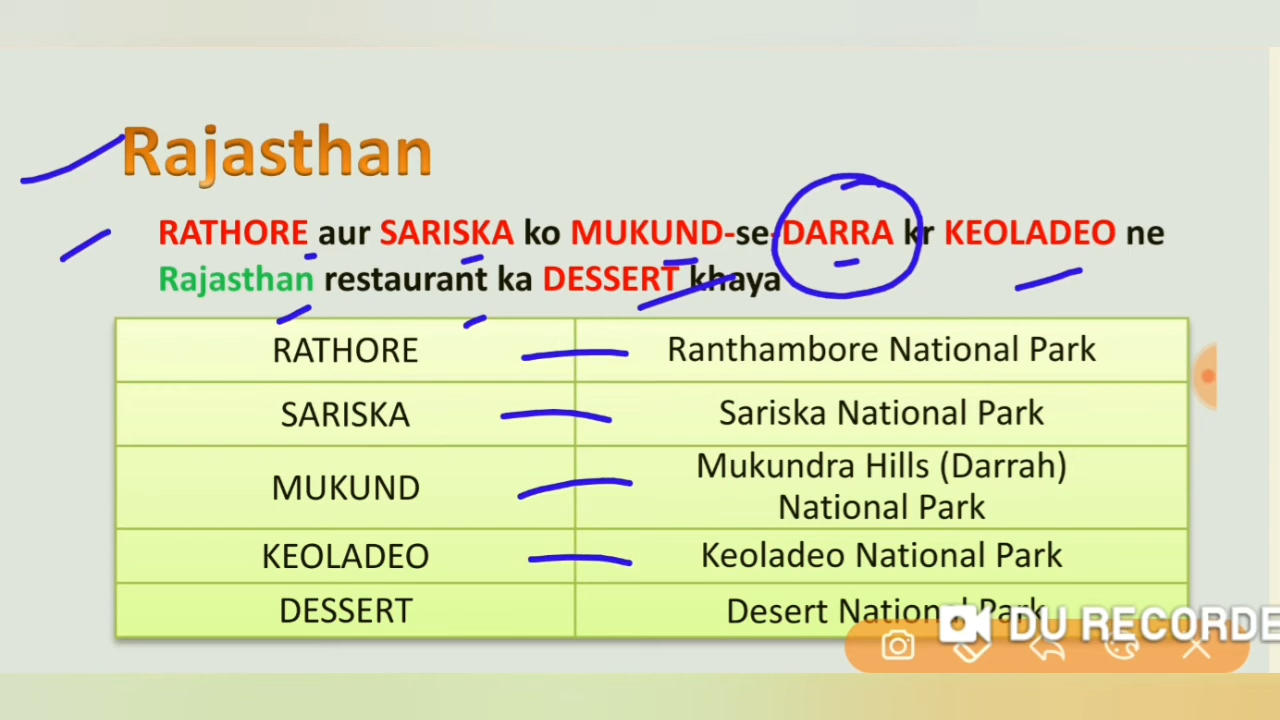 Rajasthan
RATHORE aur SARISKA ko MUKUND-se-DARRA kr KEOLADEO ne
Rajasthan restaurant ka DESSERT khaya
RATHORE Ranthambore National Park
SARISKA Sariska National Park
MUKUND Mukundra Hills (Darrah)
National Park
KEOLADEO Keoladeo National Park
DESSERT Desert National Park
DU RECORDE